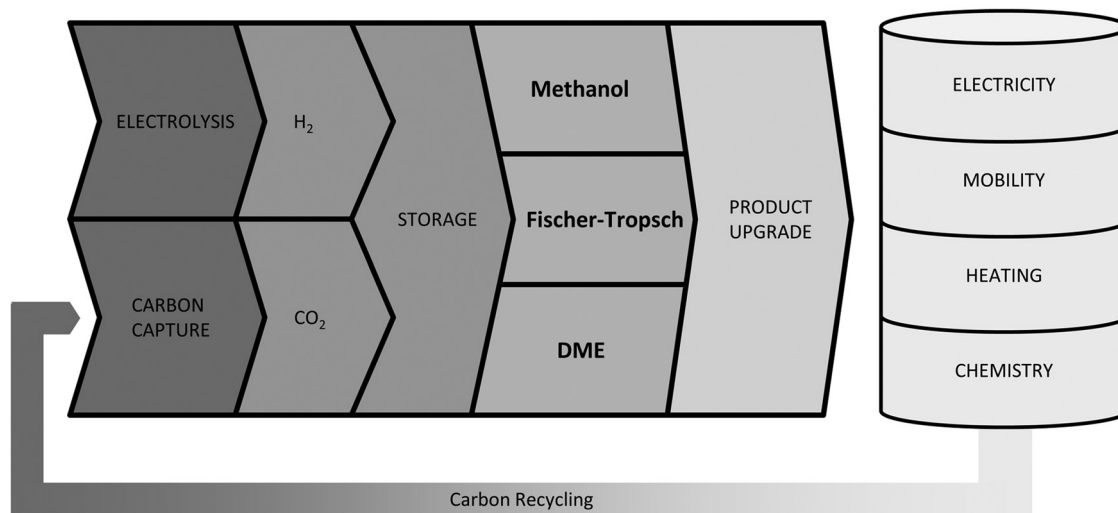 ELECTROLYSIS
H₂
CARBON
CAPTURE
CO₂
STORAGE
Methanol
Fischer-Tropsch
DME
PRODUCT
UPGRADE
ELECTRICITY
MOBILITY
HEATING
CHEMISTRY
Carbon Recycling